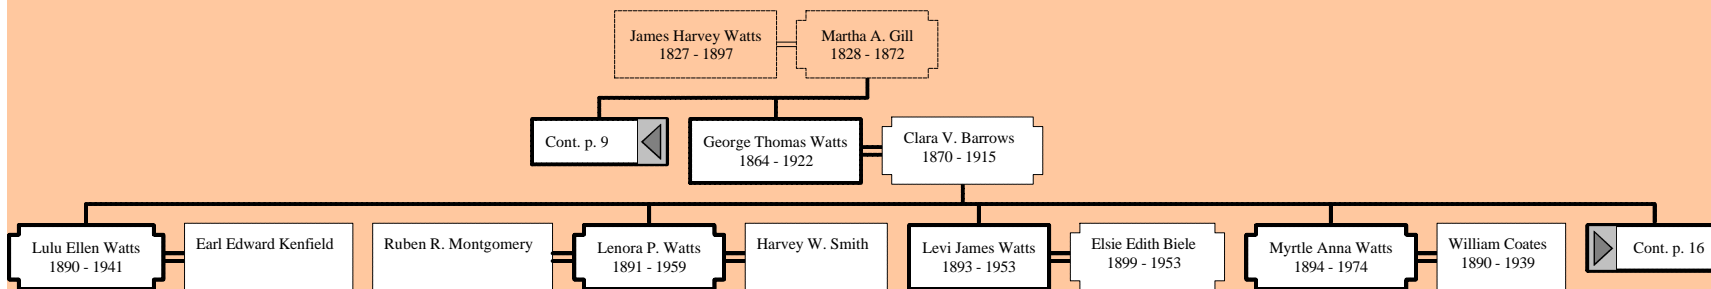 James Harvey Watts
1827 - 1897
Martha A. Gill
1828 - 1872
Cont. p. 9
George Thomas Watts
1864 - 1922
Clara V. Barrows
1870 - 1915
Lulu Ellen Watts
1890 - 1941
Earl Edward Kenfield
Ruben R. Montgomery
Lenora P. Watts
1891 - 1959
Harvey W. Smith
Levi James Watts
1893 - 1953
Elsie Edith Biele
1899 - 1953
Myrtle Anna Watts
1894 - 1974
William Coates
1890 - 1939
Cont. p. 16